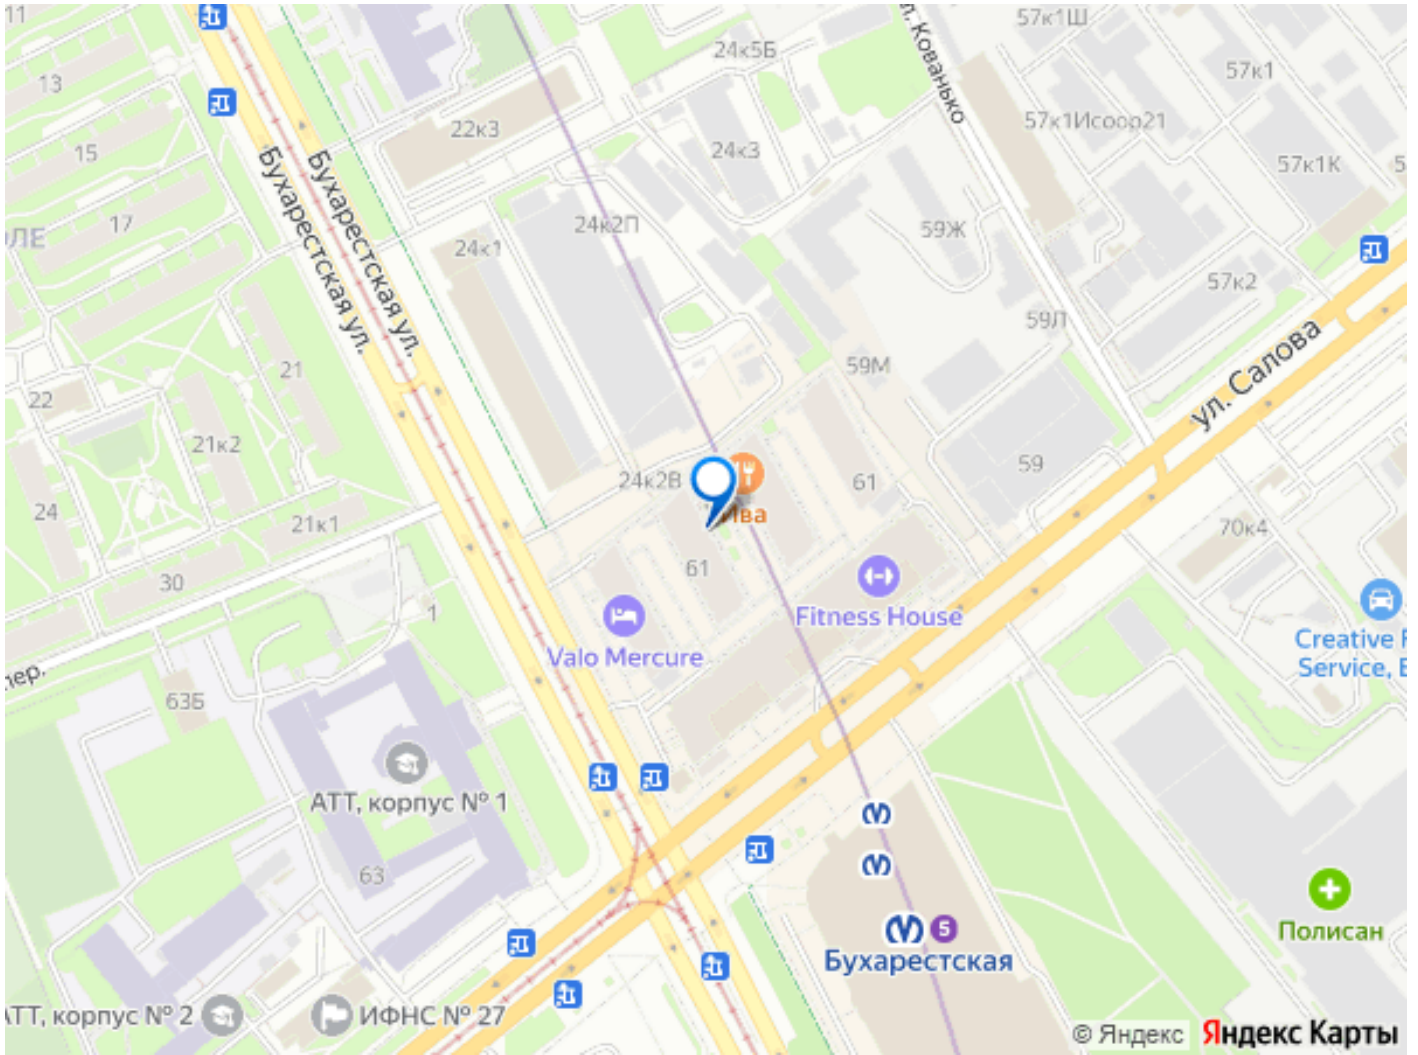 11
57к1Ш
24к5Б
13
57к1
ул. Кованько
22к3
57к1Исоор21
15
24к3
57к1К
Бухарестская ул.
Бухарестская ул.
17
24к2П
59Ж
24к1
57к2
59Л
ул. Салова
21
59М
22
21к2
59
24к2В
61
24
21к1
Ива
70к4
61
30
1
Fitness House
Valo Mercure
Creative
Service,
пер.
63Б
АТТ, корпус № 1
63
5
Бухарестская
Полисан
АТТ, корпус № 2
ИФНС № 27
© Яндекс Яндекс Карты